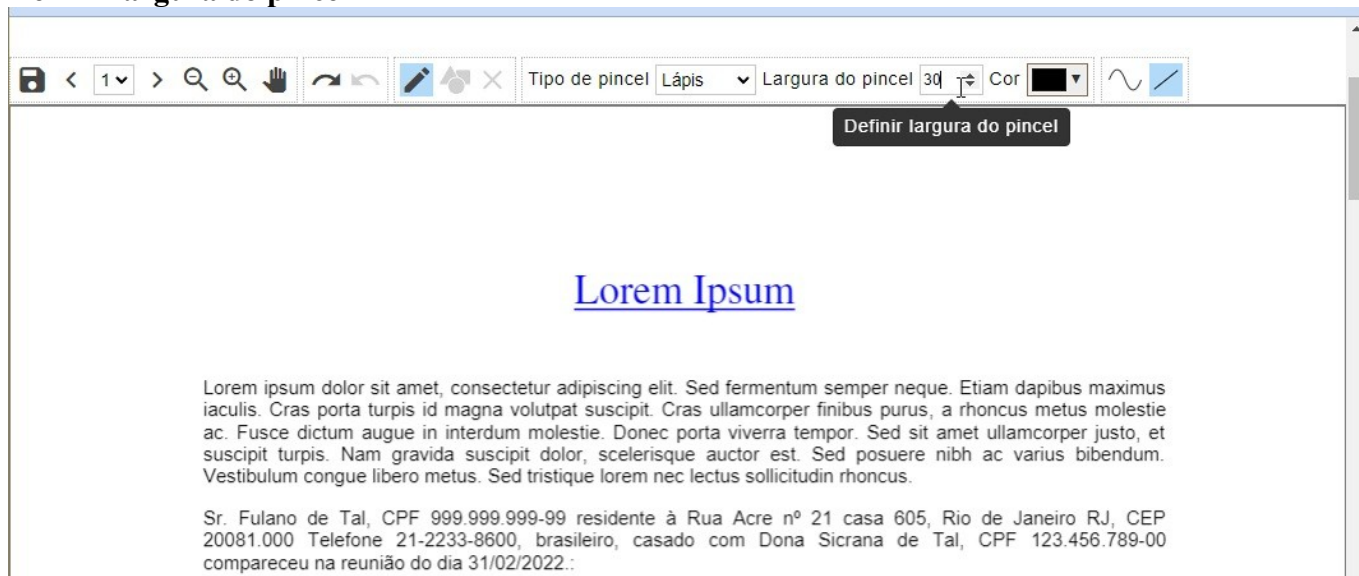 1
Tipo de pincel Lápis Largura do pincel 30 Cor
Definir largura do pincel
Lorem Ipsum
Lorem ipsum dolor sit amet, consectetur adipiscing elit. Sed fermentum semper neque. Etiam dapibus maximus
iaculis. Cras porta turpis id magna volutpat suscipit. Cras ullamcorper finibus purus, a rhoncus metus molestie
ac. Fusce dictum augue in interdum molestie. Donec porta viverra tempor. Sed sit amet ullamcorper justo, et
suscipit turpis. Nam gravida suscipit dolor, scelerisque auctor est. Sed posuere nibh ac varius bibendum.
Vestibulum congue libero metus. Sed tristique lorem nec lectus sollicitudin rhoncus.
Sr. Fulano de Tal, CPF 999.999.999-99 residente à Rua Acre nº 21 casa 605, Rio de Janeiro RJ, CEP
20081.000 Telefone 21-2233-8600, brasileiro, casado com Dona Sicrana de Tal, CPF 123.456.789-00
compareceu na reunião do dia 31/02/2022.: